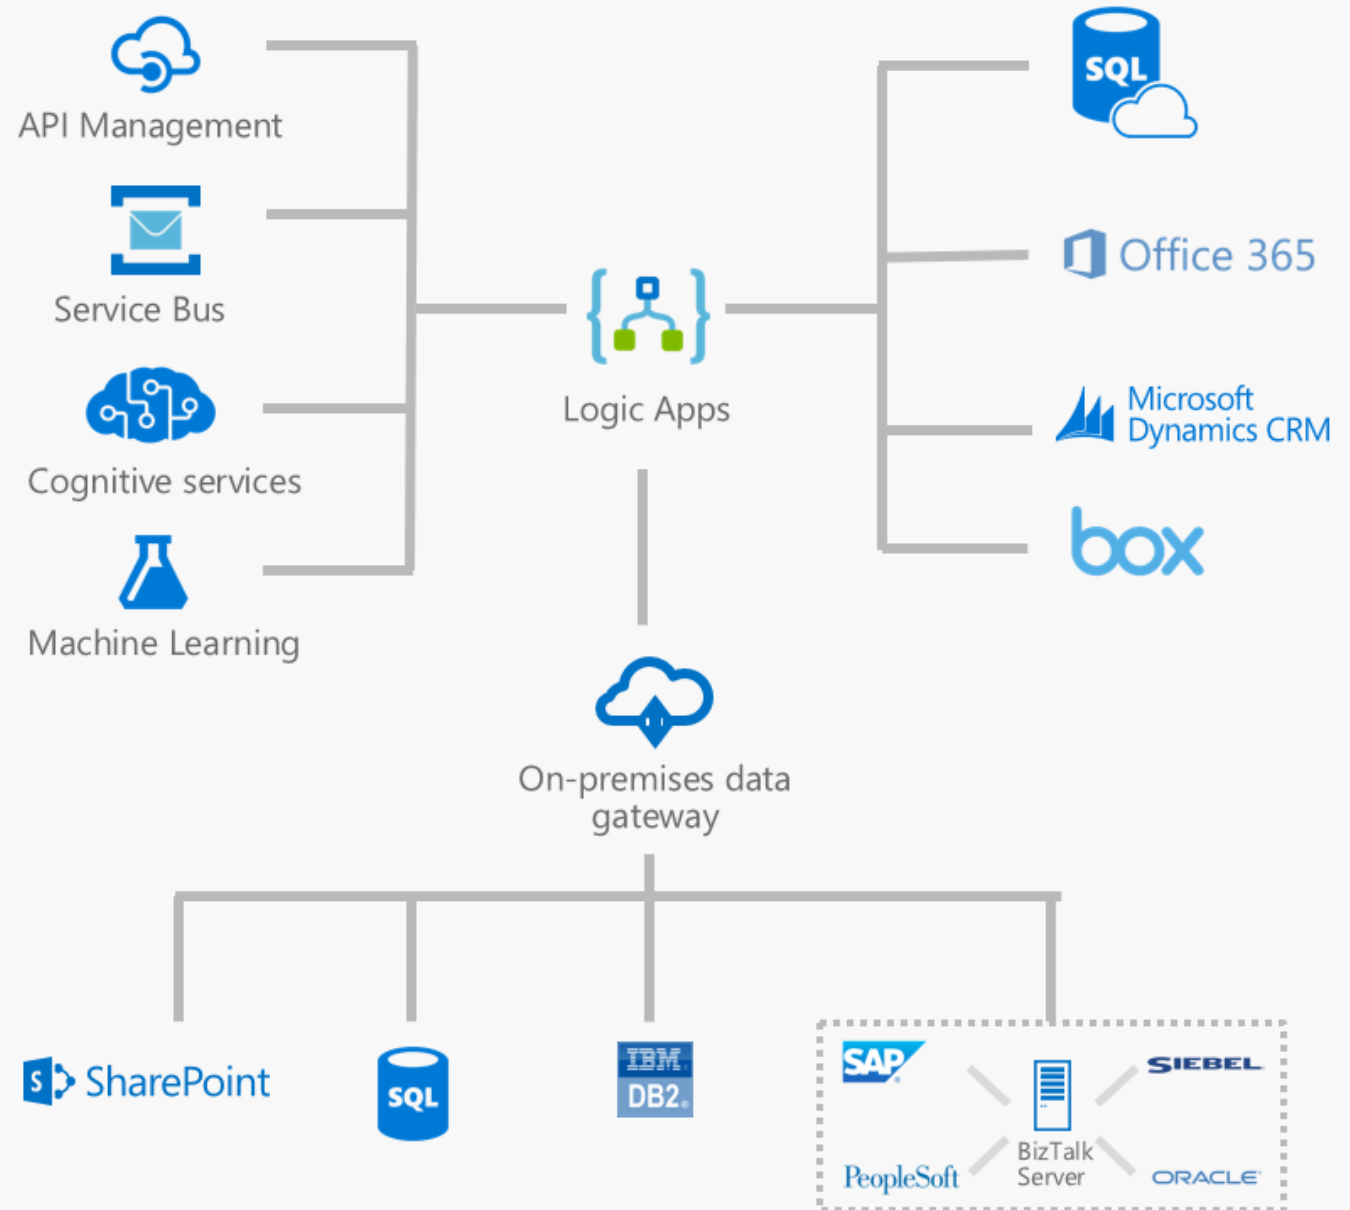 API Management
Service Bus
Cognitive services
Machine Learning
Logic Apps
SQL
Office 365
Microsoft
Dynamics CRM
box
On-premises data
gateway
S SharePoint
SQL
IBM
DB2
SAP
SIEBEL
BizTalk
Server
PeopleSoft
ORACLE